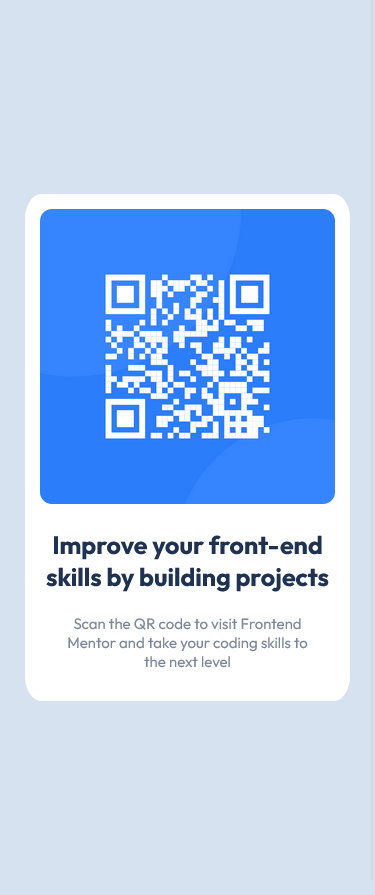 Improve your front-end
skills by building projects
Scan the QR code to visit Frontend
Mentor and take your coding skills to
the next level